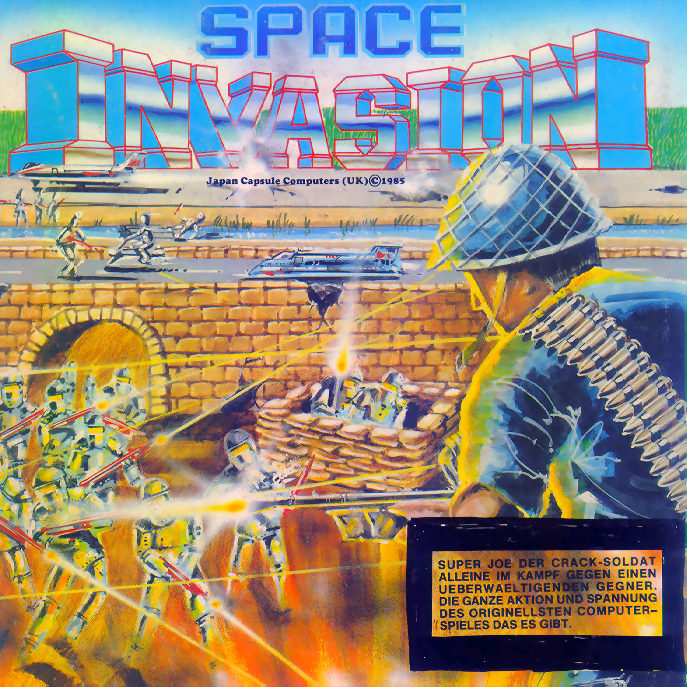 SPACE
INVASION
Japan Capsule Computers (UK)©1985
SUPER JOE DER CRACK-SOLDAT
ALLEINE IM KAMPF GEGEN EINEN
UEBERWAELTIGENDEN GEGNER.
DIE GANZE AKTION UND SPANNUNG
DES ORIGINELLSTEN COMPUTER-
SPIELES DAS ES GIBT.